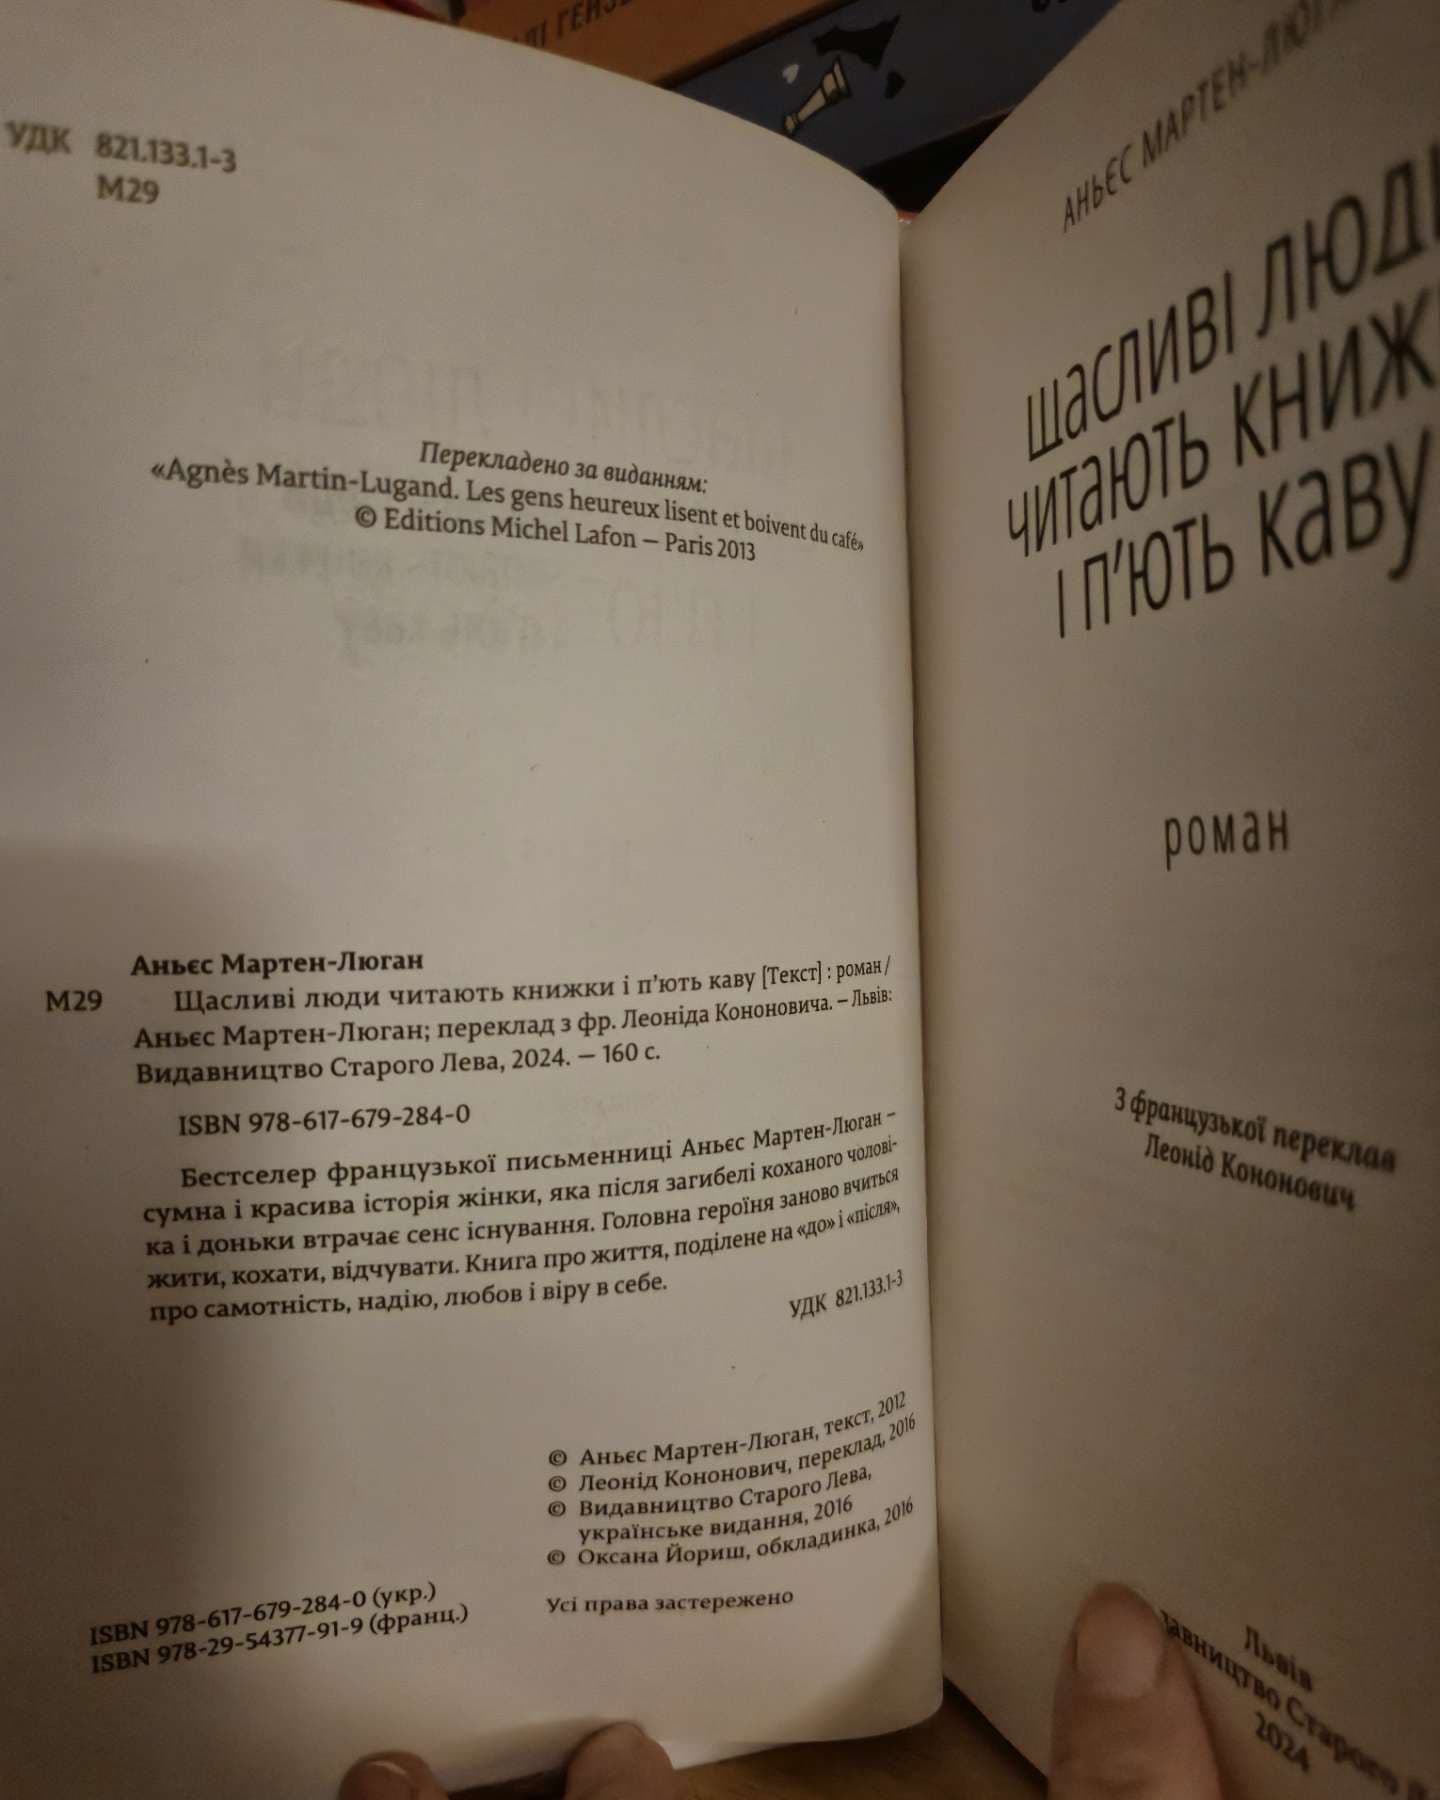 УДК 821.133.1-3
М29
Перекладено за виданням:
«Agnès Martin-Lugand. Les gens heureux lisent et boivent du café»
© Editions Michel Lafon – Paris 2013
Аньєс Мартен-Люган
М29 Щасливі люди читають книжки і п'ють каву [Текст] : роман /
Аньєс Мартен-Люган; переклад з фр. Леоніда Кононовича. – Львів:
Видавництво Старого Лева, 2024. – 160 с.
ISBN 978-617-679-284-0
Бестселер французької письменниці Аньєс Мартен-Люган –
сумна і красива історія жінки, яка після загибелі коханого чолові-
ка і доньки втрачає сенс існування. Головна героїня заново вчиться
жити, кохати, відчувати. Книга про життя, поділене на «до» і «після»,
про самотність, надію, любов і віру в себе.
УДК 821.133.1-3
© Аньєс Мартен-Люган, текст, 2012
© Леонід Кононович, переклад, 2016
© Видавництво Старого Лева,
українське видання, 2016
© Оксана Йориш, обкладинка, 2016
ISBN 978-617-679-284-0 (укр.)
ISBN 978-29-54377-91-9 (франц.)
Усі права застережено
АНЬЄС МАРТЕН-ЛЮГАН
ЩАСЛИВІ ЛЮДИ
ЧИТАЮТЬ КНИЖК
І П'ЮТЬ КАВУ
роман
З французької переклав
Леонід Кононович
Львів
давництво Старого
2024